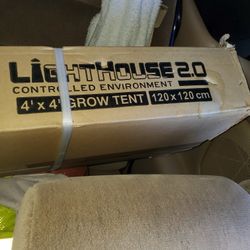 LiGHTHOUSE 2.0
CONTROLLED ENVIRONMENT
4' x 4' GROW TENT 120 x 120 cm